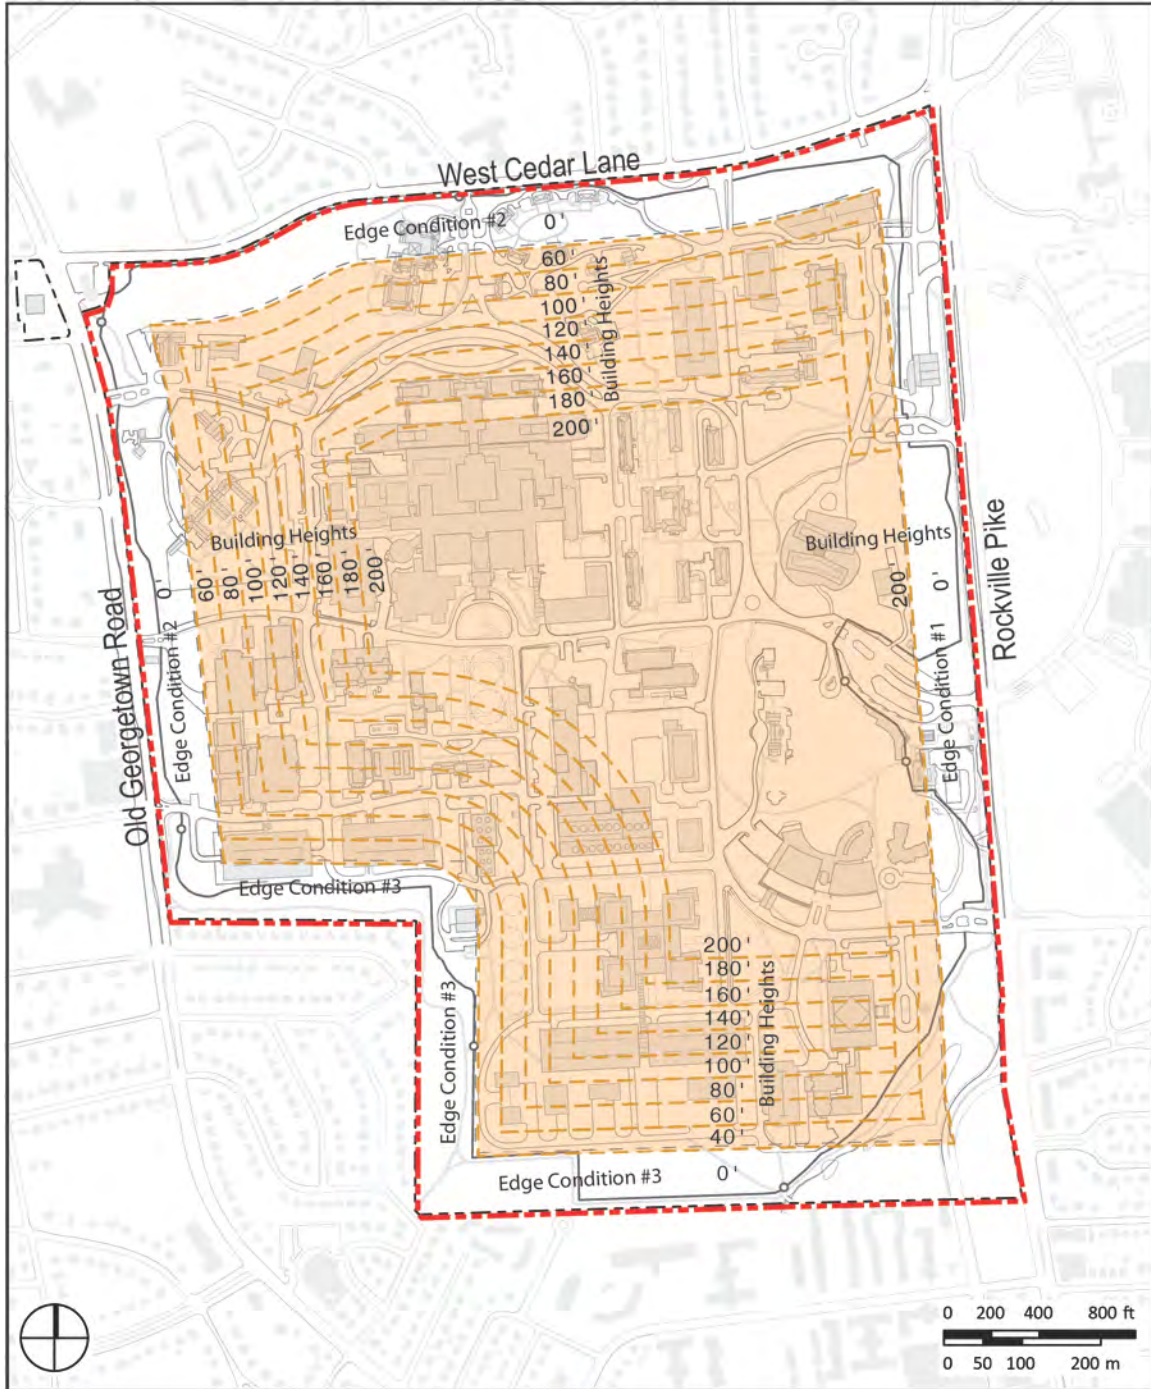 West Cedar Lane
Edge Condition #2
0'
60'
80'
100'
120'
140'
160'
180'
200'
Building Heights
Building Heights
0'
60'
80'
100'
120'
140'
160'
180'
200'
Building Heights
200'
0'
Rockville Pike
Edge Condition #1
Old Georgetown Road
Edge Condition #2
Edge Condition #3
Edge Condition #3
200'
180'
160'
140'
120'
100'
80'
60'
40'
0'
Building Heights
Edge Condition #3
0 200 400 800 ft
0 50 100 200 m